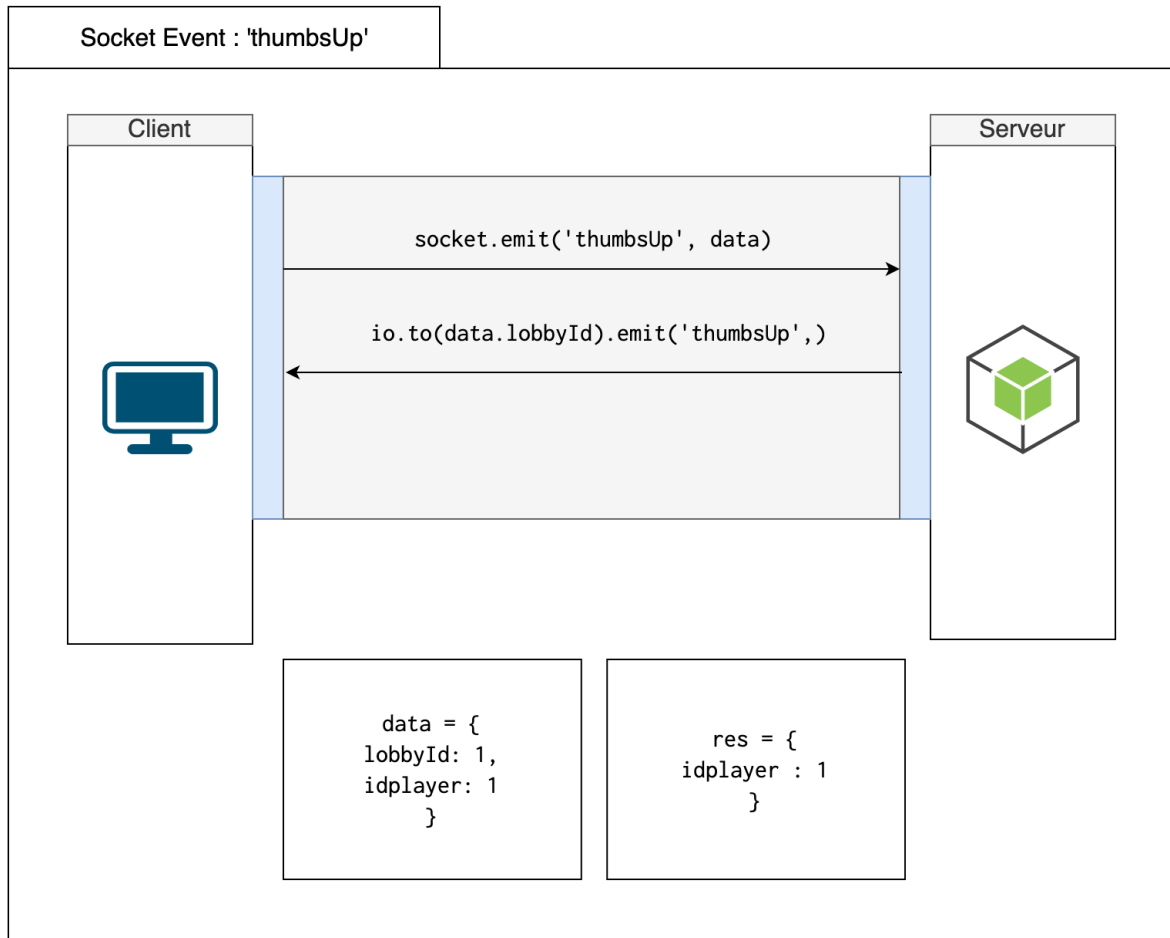 Socket Event : 'thumbsUp'
Client
Serveur
socket.emit('thumbsUp', data)
io.to(data.lobbyId).emit('thumbsUp',)
data = {
lobbyId: 1,
idplayer: 1
}
res = {
idplayer : 1
}